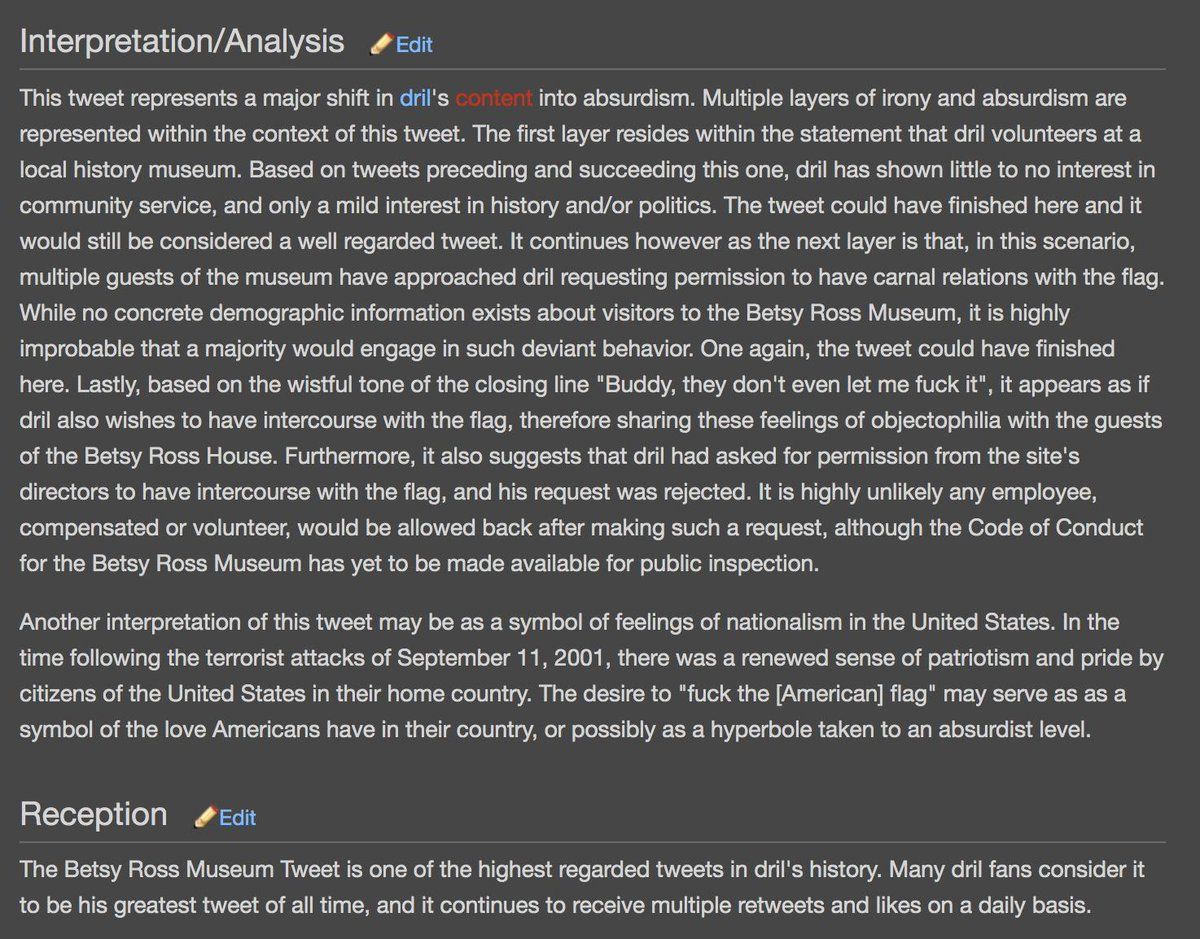 Interpretation/Analysis Edit
This tweet represents a major shift in dril's content into absurdism. Multiple layers of irony and absurdism are
represented within the context of this tweet. The first layer resides within the statement that dril volunteers at a
local history museum. Based on tweets preceding and succeeding this one, dril has shown little to no interest in
community service, and only a mild interest in history and/or politics. The tweet could have finished here and it
would still be considered a well regarded tweet. It continues however as the next layer is that, in this scenario,
multiple guests of the museum have approached dril requesting permission to have carnal relations with the flag.
While no concrete demographic information exists about visitors to the Betsy Ross Museum, it is highly
improbable that a majority would engage in such deviant behavior. One again, the tweet could have finished
here. Lastly, based on the wistful tone of the closing line "Buddy, they don't even let me fuck it", it appears as if
dril also wishes to have intercourse with the flag, therefore sharing these feelings of objectophilia with the guests
of the Betsy Ross House. Furthermore, it also suggests that dril had asked for permission from the site's
directors to have intercourse with the flag, and his request was rejected. It is highly unlikely any employee,
compensated or volunteer, would be allowed back after making such a request, although the Code of Conduct
for the Betsy Ross Museum has yet to be made available for public inspection.
Another interpretation of this tweet may be as a symbol of feelings of nationalism in the United States. In the
time following the terrorist attacks of September 11, 2001, there was a renewed sense of patriotism and pride by
citizens of the United States in their home country. The desire to "fuck the [American] flag" may serve as as a
symbol of the love Americans have in their country, or possibly as a hyperbole taken to an absurdist level.
Reception Edit
The Betsy Ross Museum Tweet is one of the highest regarded tweets in dril's history. Many dril fans consider it
to be his greatest tweet of all time, and it continues to receive multiple retweets and likes on a daily basis.